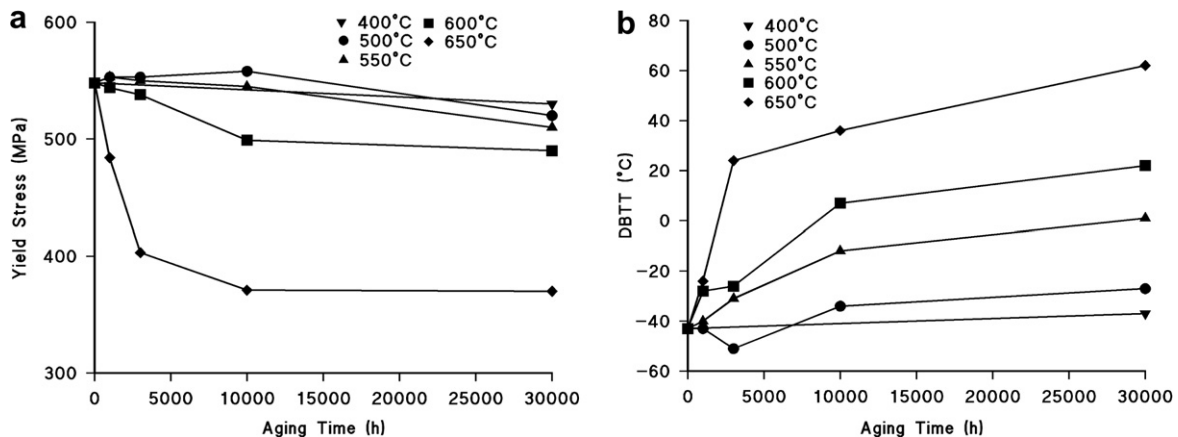 a
400°C
600°C
500°C
650°C
550°C
600
500
400
300
Yield Stress (MPa)
0
5000
10000
15000
20000
25000
30000
Aging Time (h)
b
400°C
500°C
550°C
600°C
650°C
80
60
40
20
0
−20
−40
−60
DBTT (°C)
0
5000
10000
15000
20000
25000
30000
Aging Time (h)